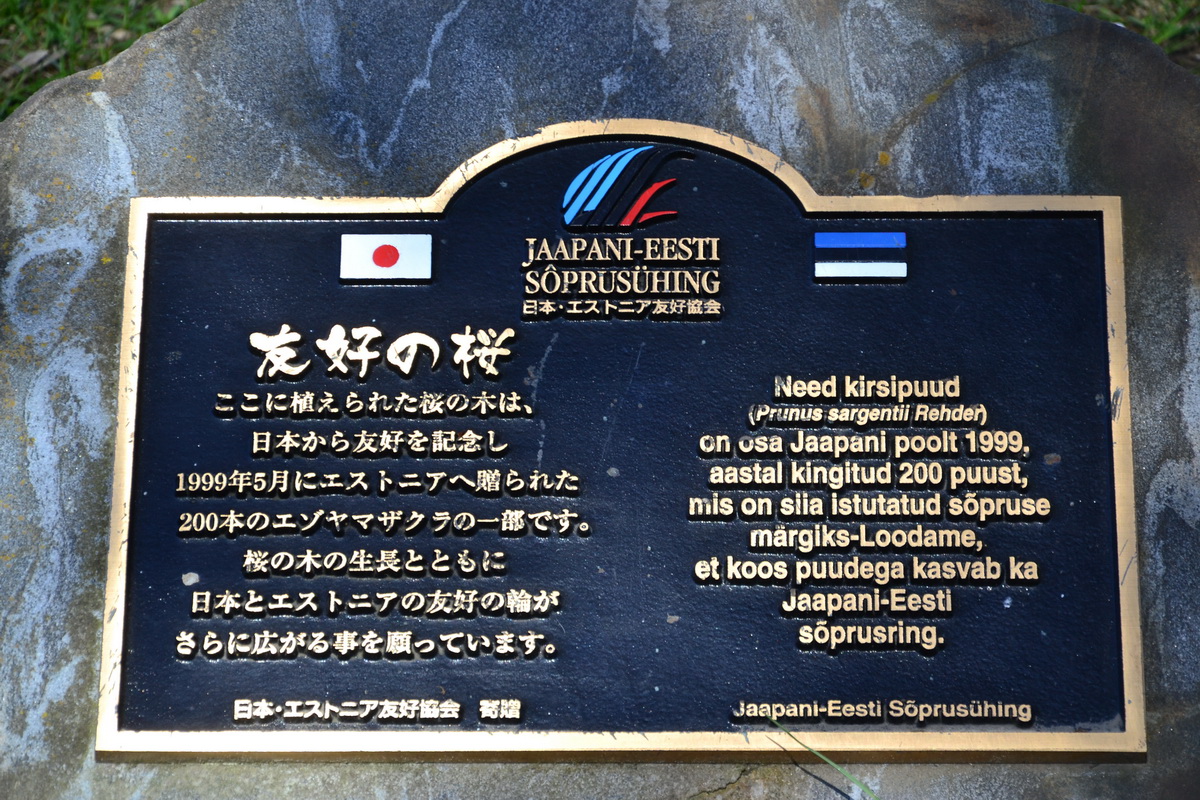 JAAPANI-EESTI
SÔPRUSÜHING
日本・エストニア友好協会
友好の桜
ここに植えられた桜の木は、
日本から友好を記念し
1999年5月にエストニアへ贈られた
200本のエゾヤマザクラの一部です。
桜の木の生長とともに
日本とエストニアの友好の輪が
さらに広がる事を願っています。
日本・エストニア友好協会 寄贈
Need kirsipuud
(Prunus sargentii Rehder)
on osa Jaapani poolt 1999,
aastal kingitud 200 puust,
mis on siia istutatud sõpruse
märgiks-Loodame,
et koos puudega kasvab ka
Jaapani-Eesti
sõprusring.
Jaapani-Eesti Sõprusühing